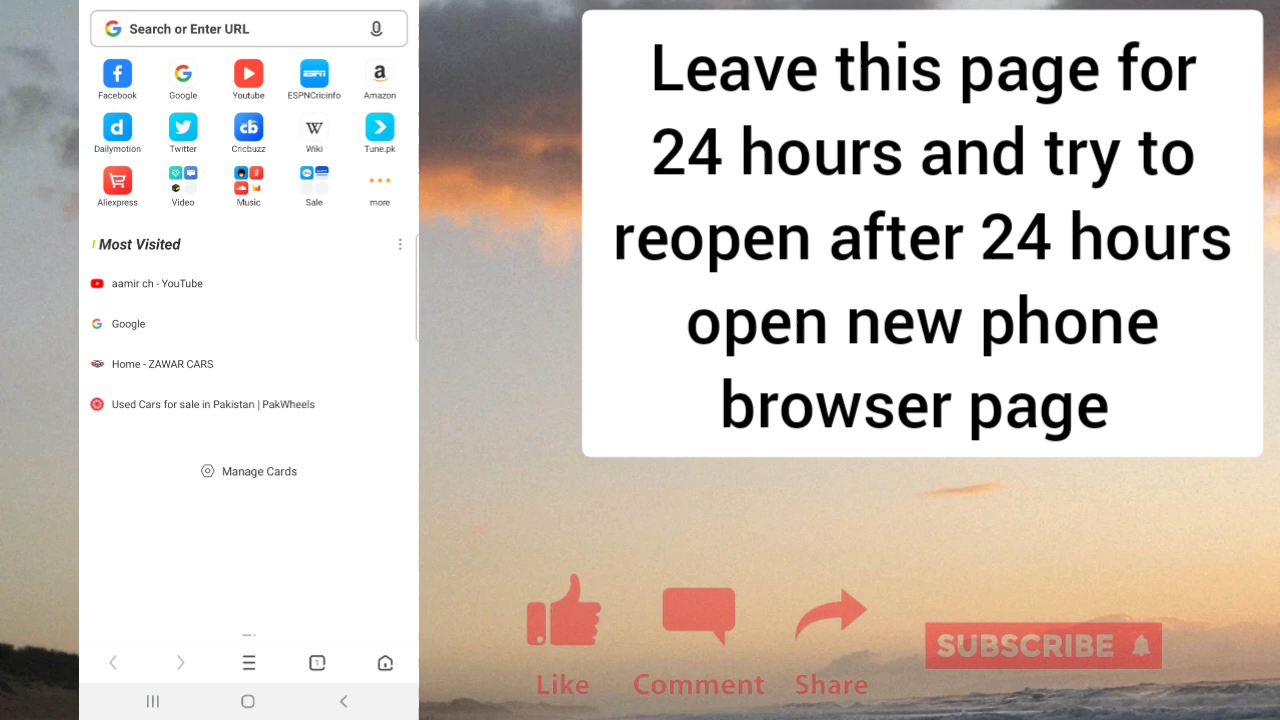 Search or Enter URL
Facebook Google Youtube ESPNCricinfo Amazon
Dailymotion Twitter Cricbuzz Wiki Tune.pk
Aliexpress Video Music Sale more
Most Visited
aamir ch - YouTube
Google
Home - ZAWAR CARS
Used Cars for sale in Pakistan | PakWheels
Manage Cards
Leave this page for
24 hours and try to
reopen after 24 hours
open new phone
browser page
SUBSCRIBE
Like Comment Share